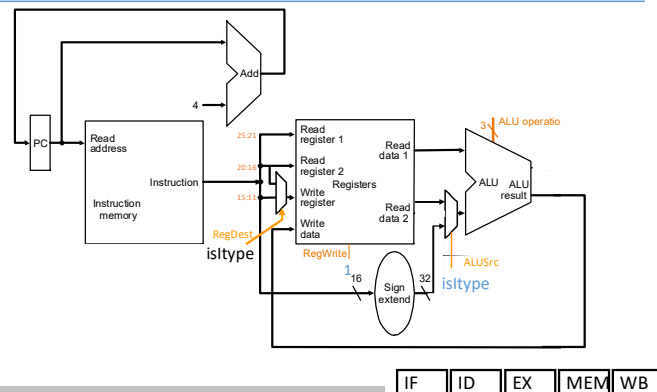 Add
4
PC
Read
address
Instruction
Instruction
memory
25:21
20:16
15:11
Read
register 1
Read
register 2
Write
register
Write
data
Registers
Read
data 1
Read
data 2
RegDest
isItype
RegWrite
1
16
Sign
extend
32
3
ALU operatio
ALU
ALU
result
ALUSrc
isItype
IF
ID
EX
MEM
WB